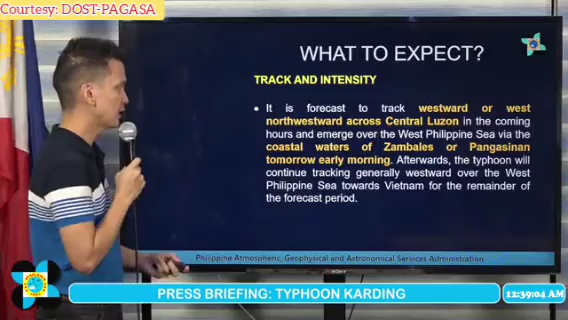 Courtesy: DOST-PAGASA
WHAT TO EXPECT?
TRACK AND INTENSITY
• It is forecast to track westward or west
northwestward across Central Luzon in the coming
hours and emerge over the West Philippine Sea via the
coastal waters of Zambales or Pangasinan
tomorrow early morning. Afterwards, the typhoon will
continue tracking generally westward over the West
Philippine Sea towards Vietnam for the remainder of
the forecast period.
Philippine Atmospheric, Geophysical and Astronomical Services Administration
SONY
PRESS BRIEFING: TYPHOON KARDING
12:39:04 AM